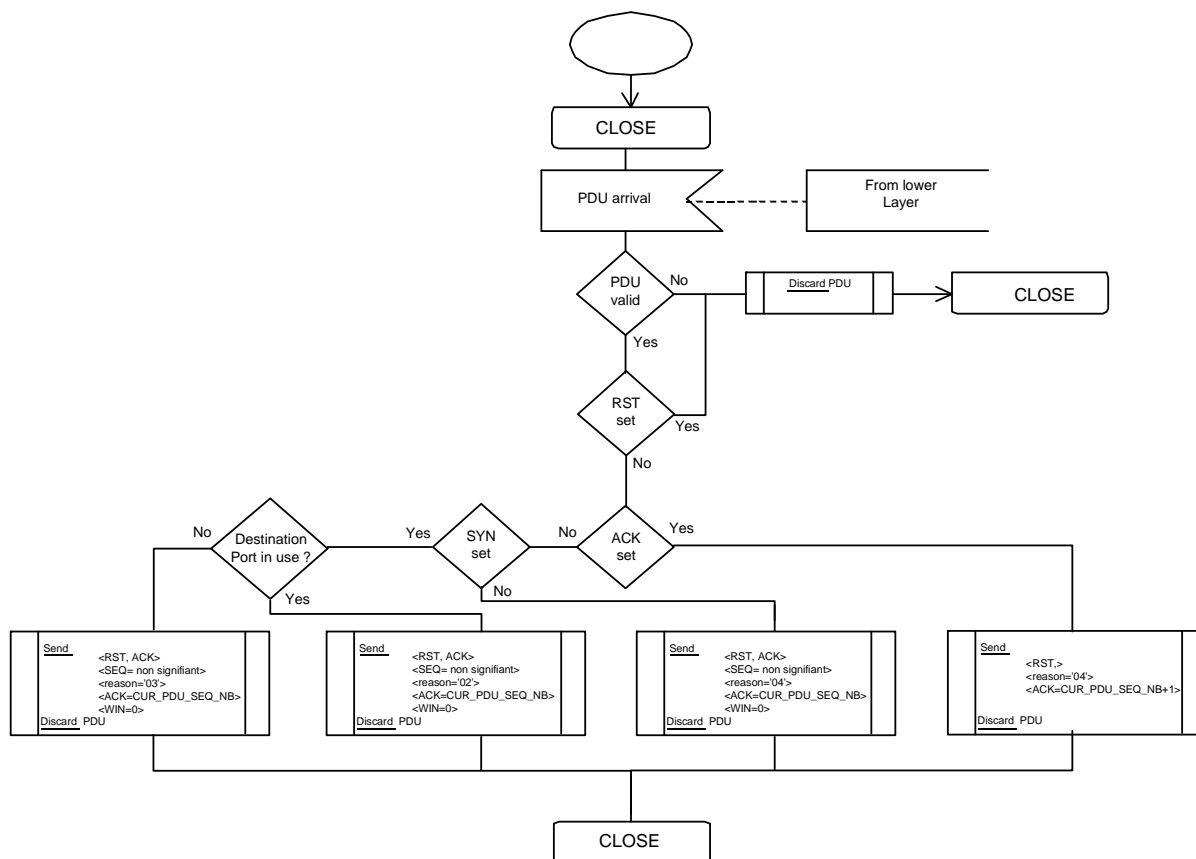 CLOSE
PDU arrival
From lower
Layer
PDU
valid
No
Discard PDU
CLOSE
Yes
RST
set
Yes
No
No
Destination
Port in use ?
Yes
SYN
set
No
ACK
set
Yes
Yes
No
Send
<RST, ACK>
<SEQ= non signifiant>
<reason='03'>
<ACK=CUR_PDU_SEQ_NB>
<WIN=0>
Discard PDU
Send
<RST, ACK>
<SEQ= non signifiant>
<reason='02'>
<ACK=CUR_PDU_SEQ_NB>
<WIN=0>
Discard PDU
Send
<RST, ACK>
<SEQ= non signifiant>
<reason='04'>
<ACK=CUR_PDU_SEQ_NB>
<WIN=0>
Discard PDU
Send
<RST,>
<reason='04'>
<ACK=CUR_PDU_SEQ_NB+1>
Discard PDU
CLOSE